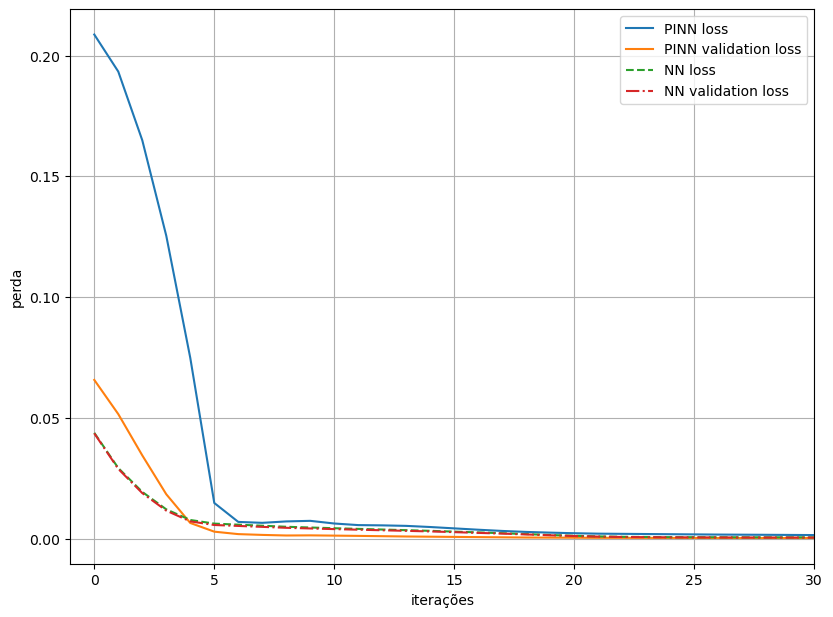 PINN loss
PINN validation loss
NN loss
NN validation loss
0.20
0.15
0.10
0.05
0.00
perda
0 5 10 15 20 25 30
iterações